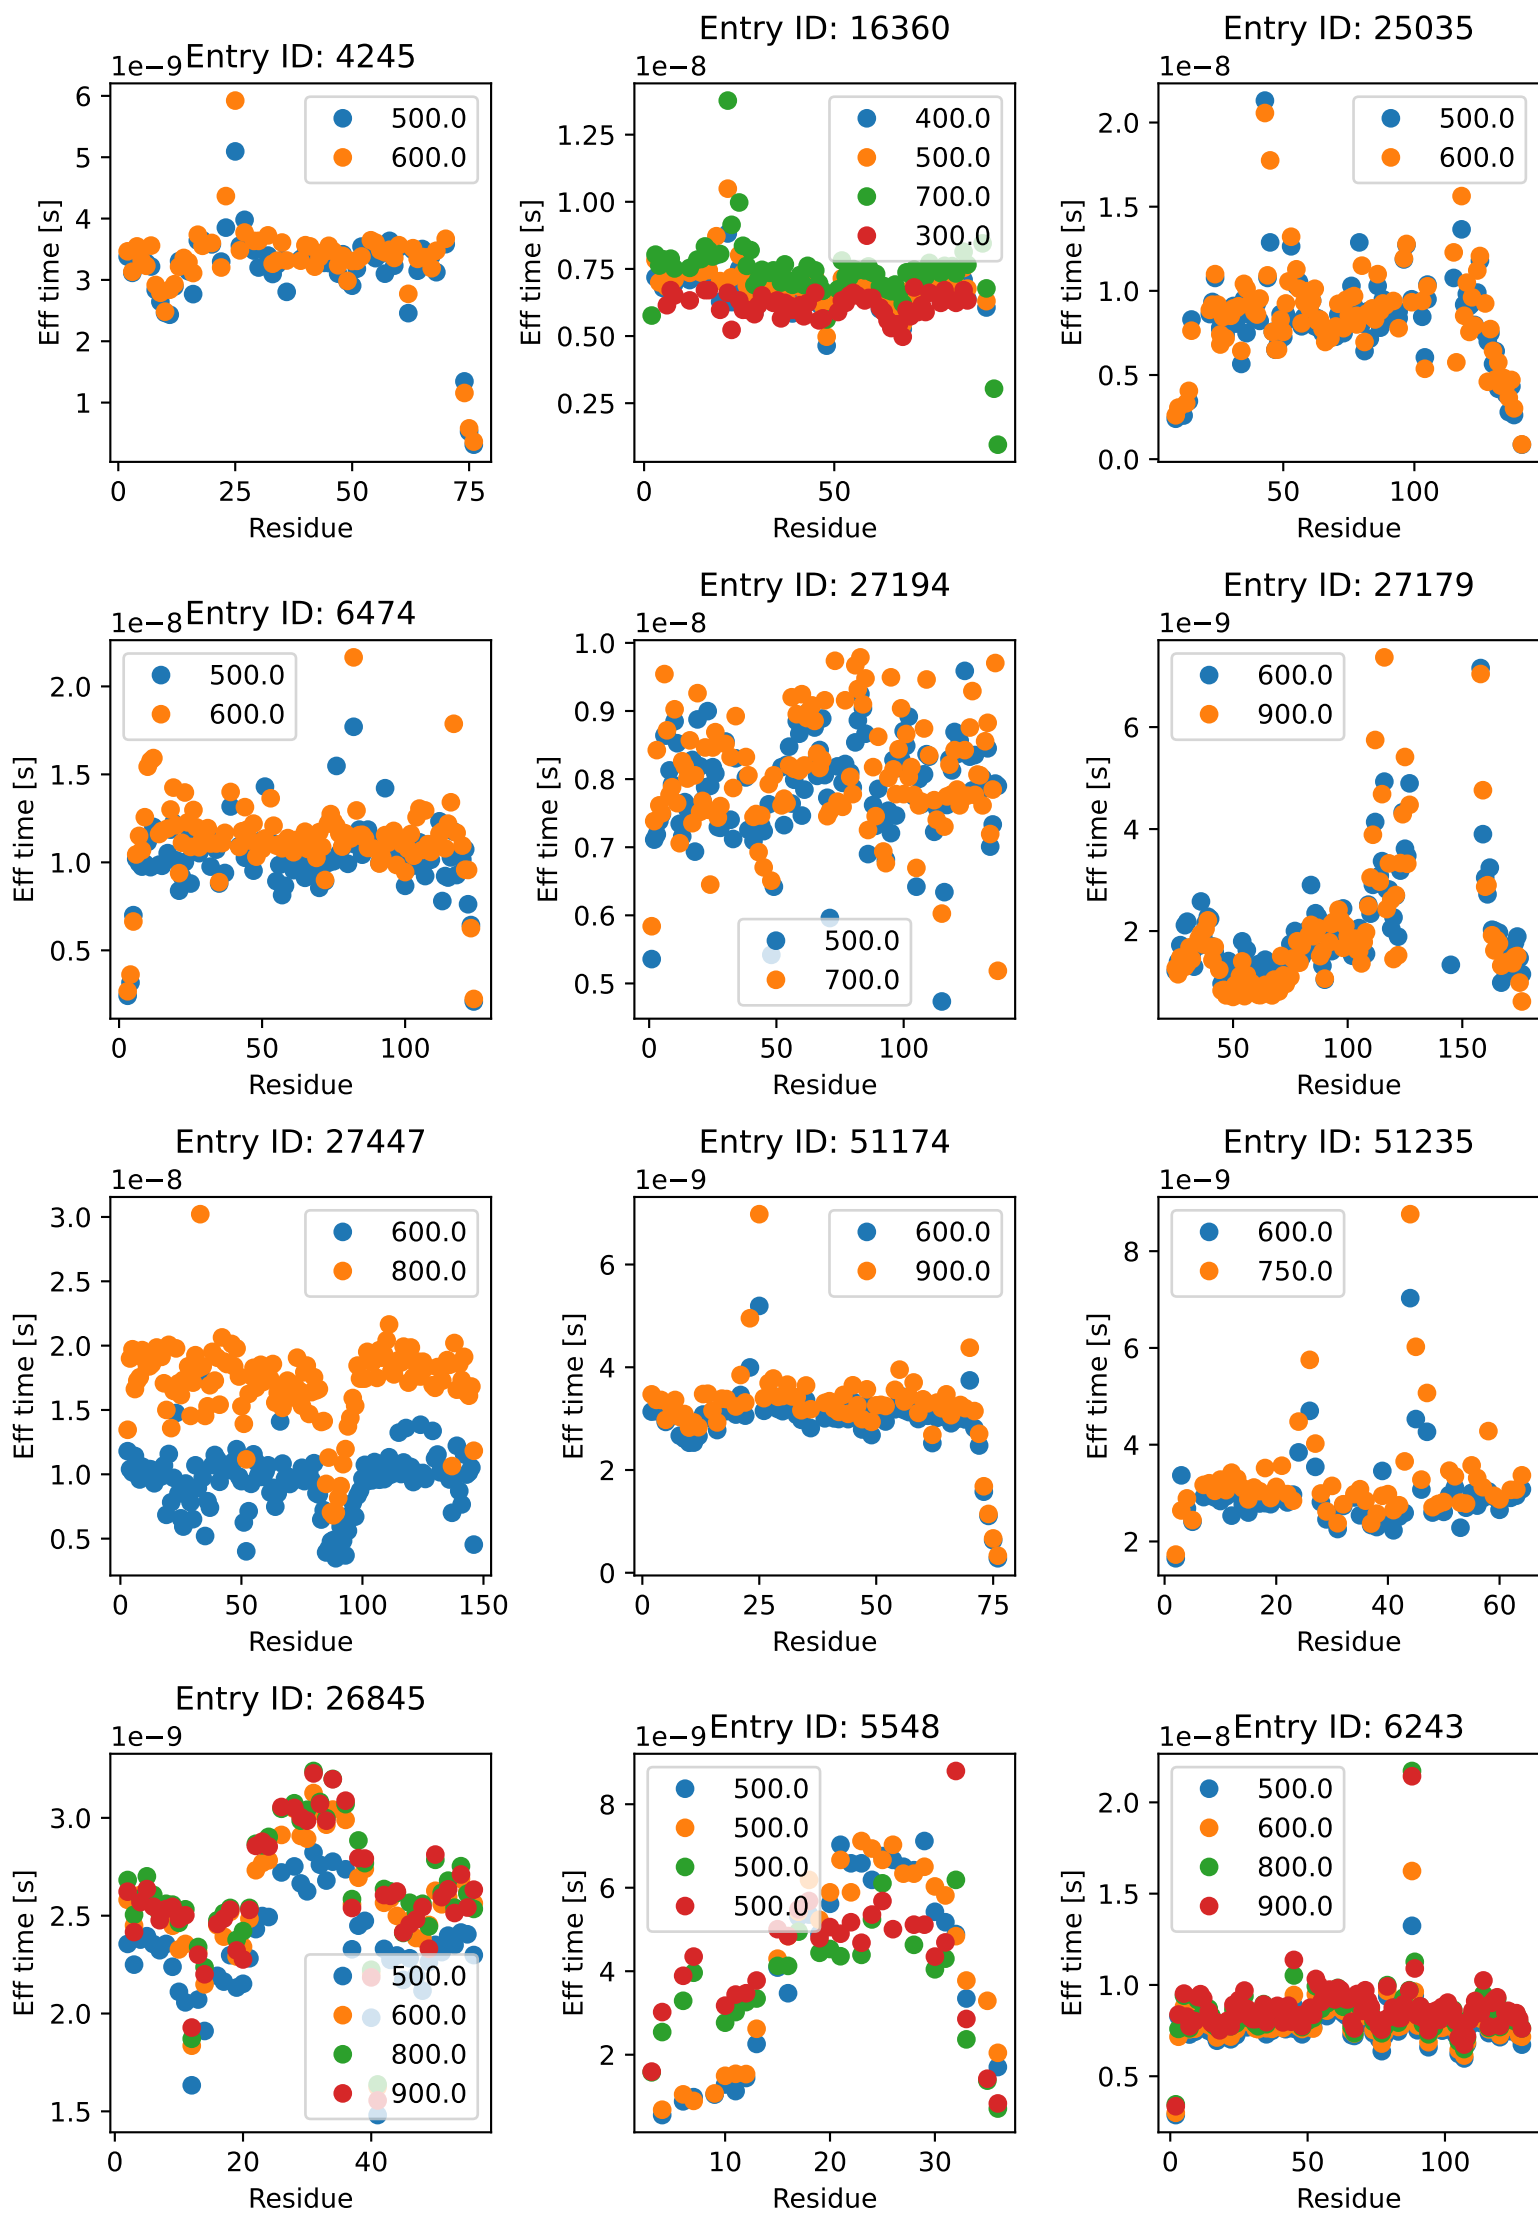 Entry ID: 4245
1e−9
Eff time [s]
6
5
4
3
2
1
500.0
600.0
0 25 50 75
Residue
Entry ID: 16360
1e−8
Eff time [s]
1.25
1.00
0.75
0.50
0.25
400.0
500.0
700.0
300.0
0 50
Residue
Entry ID: 25035
1e−8
Eff time [s]
2.0
1.5
1.0
0.5
0.0
500.0
600.0
50 100
Residue
Entry ID: 6474
1e−8
Eff time [s]
2.0
1.5
1.0
0.5
500.0
600.0
0 50 100
Residue
Entry ID: 27194
1e−8
Eff time [s]
1.0
0.9
0.8
0.7
0.6
0.5
500.0
700.0
0 50 100
Residue
Entry ID: 27179
1e−9
Eff time [s]
6
4
2
600.0
900.0
50 100 150
Residue
Entry ID: 27447
1e−8
Eff time [s]
3.0
2.5
2.0
1.5
1.0
0.5
600.0
800.0
0 50 100 150
Residue
Entry ID: 51174
1e−9
Eff time [s]
6
4
2
0
600.0
900.0
0 25 50 75
Residue
Entry ID: 51235
1e−9
Eff time [s]
8
6
4
2
600.0
750.0
0 20 40 60
Residue
Entry ID: 26845
1e−9
Eff time [s]
3.0
2.5
2.0
1.5
500.0
600.0
800.0
900.0
0 20 40
Residue
Entry ID: 5548
1e−9
Eff time [s]
8
6
4
2
500.0
500.0
500.0
500.0
10 20 30
Residue
Entry ID: 6243
1e−8
Eff time [s]
2.0
1.5
1.0
0.5
500.0
600.0
800.0
900.0
0 50 100
Residue